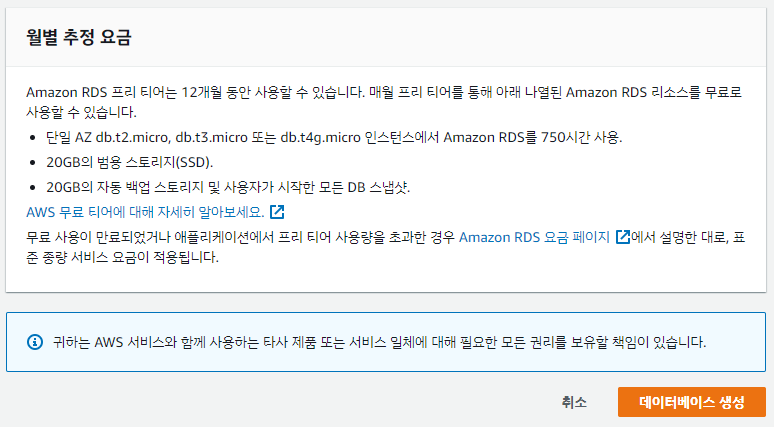 월별 추정 요금
Amazon RDS 프리 티어는 12개월 동안 사용할 수 있습니다. 매월 프리 티어를 통해 아래 나열된 Amazon RDS 리소스를 무료로
사용할 수 있습니다.
• 단일 AZ db.t2.micro, db.t3.micro 또는 db.t4g.micro 인스턴스에서 Amazon RDS를 750시간 사용.
• 20GB의 범용 스토리지(SSD).
• 20GB의 자동 백업 스토리지 및 사용자가 시작한 모든 DB 스냅샷.
AWS 무료 티어에 대해 자세히 알아보세요.
무료 사용이 만료되었거나 애플리케이션에서 프리 티어 사용량을 초과한 경우 Amazon RDS 요금 페이지에서 설명한 대로, 표
준 종량 서비스 요금이 적용됩니다.
귀하는 AWS 서비스와 함께 사용하는 타사 제품 또는 서비스 일체에 대해 필요한 모든 권리를 보유할 책임이 있습니다.
취소
데이터베이스 생성